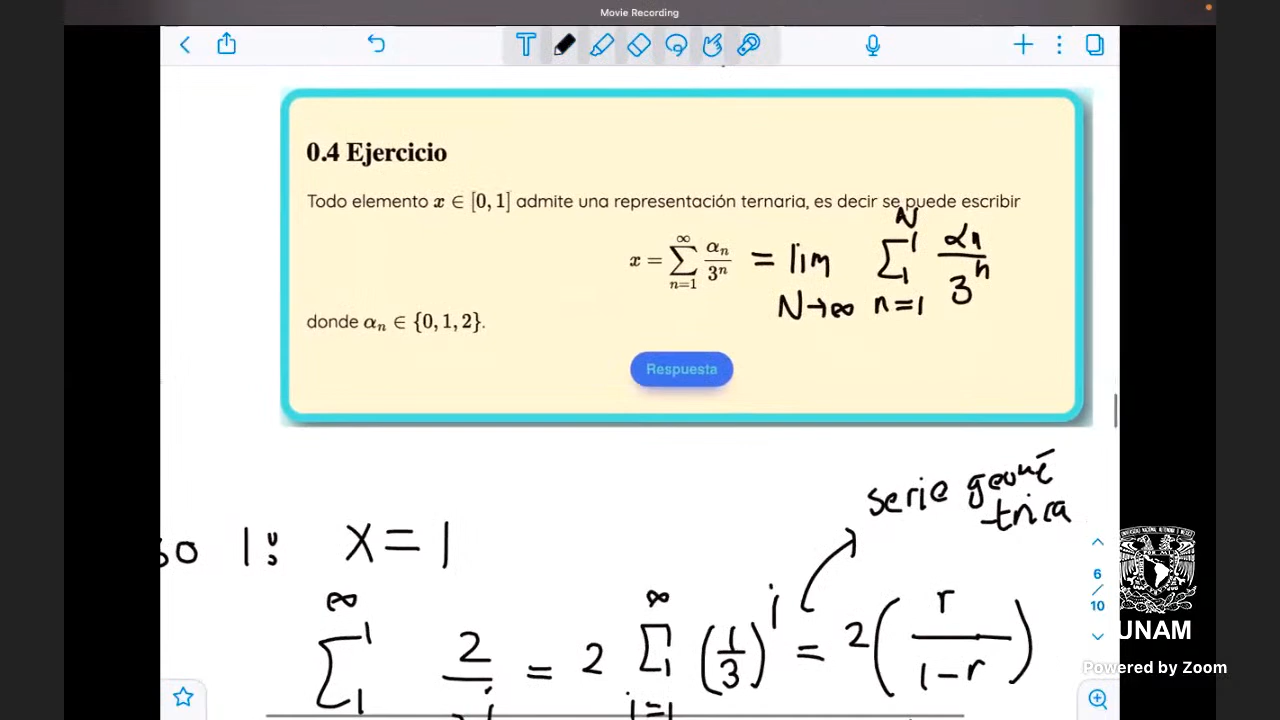 Movie Recording
0.4 Ejercicio
Todo elemento x ∈ [0, 1] admite una representación ternaria, es decir se puede escribir
x = ∑_{n=1}^{∞} α_n / 3^n = lim_{N→∞} ∑_{n=1}^{N} α_n / 3^n
donde α_n ∈ {0, 1, 2}.
Respuesta
serie geomé
trica
so 1: x = 1
∑^{∞} 2 / = 2 ∑_{i=1}^{∞} (1/3)^i = 2 ( r / 1-r )
6
/
10
UNAM
Powered by Zoom